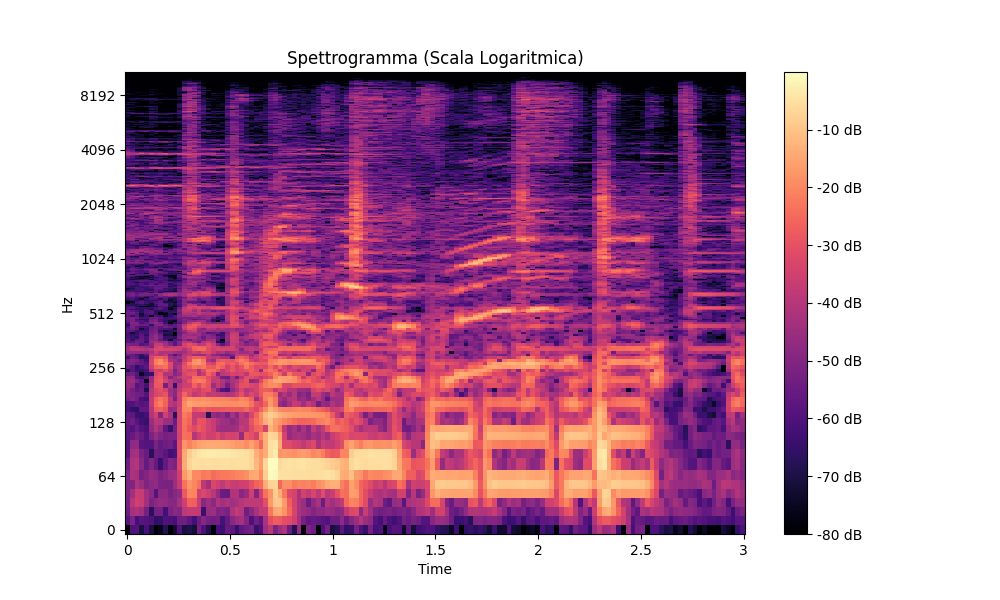 Spettrogramma (Scala Logaritmica)
8192
4096
2048
1024
512
256
128
64
0
Hz
0 0.5 1 1.5 2 2.5 3
Time
-10 dB
-20 dB
-30 dB
-40 dB
-50 dB
-60 dB
-70 dB
-80 dB